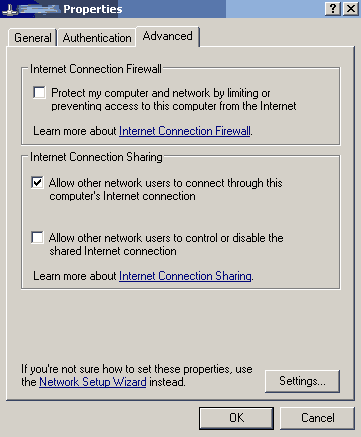 Properties
General Authentication Advanced
Internet Connection Firewall
Protect my computer and network by limiting or
preventing access to this computer from the Internet
Learn more about Internet Connection Firewall.
Internet Connection Sharing
Allow other network users to connect through this
computer's Internet connection
Allow other network users to control or disable the
shared Internet connection
Learn more about Internet Connection Sharing.
If you're not sure how to set these properties, use
the Network Setup Wizard instead.
Settings...
OK Cancel